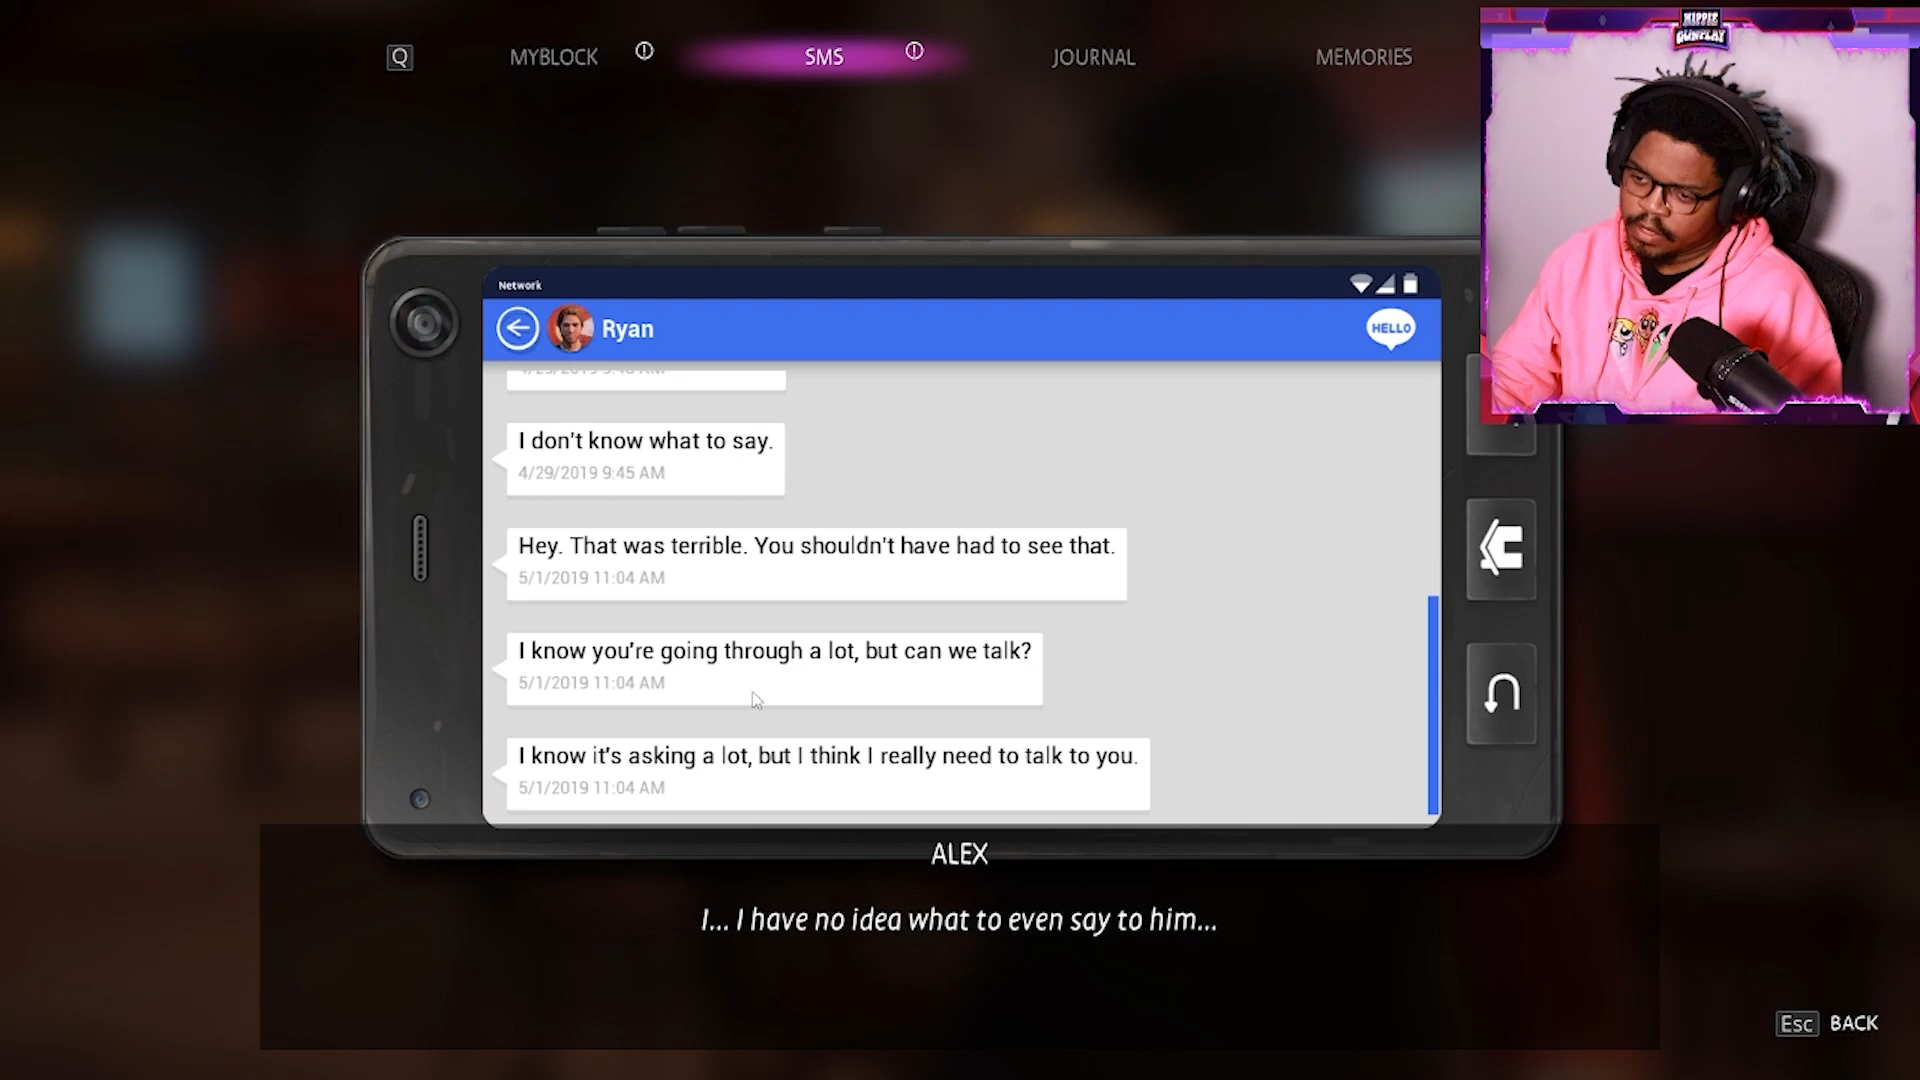 Q
MYBLOCK
SMS
JOURNAL
MEMORIES
HIPPIE
GUNPLAY
Network
Ryan
HELLO
I don't know what to say.
4/29/2019 9:45 AM
Hey. That was terrible. You shouldn't have had to see that.
5/1/2019 11:04 AM
I know you're going through a lot, but can we talk?
5/1/2019 11:04 AM
I know it's asking a lot, but I think I really need to talk to you.
5/1/2019 11:04 AM
ALEX
I... I have no idea what to even say to him...
Esc BACK